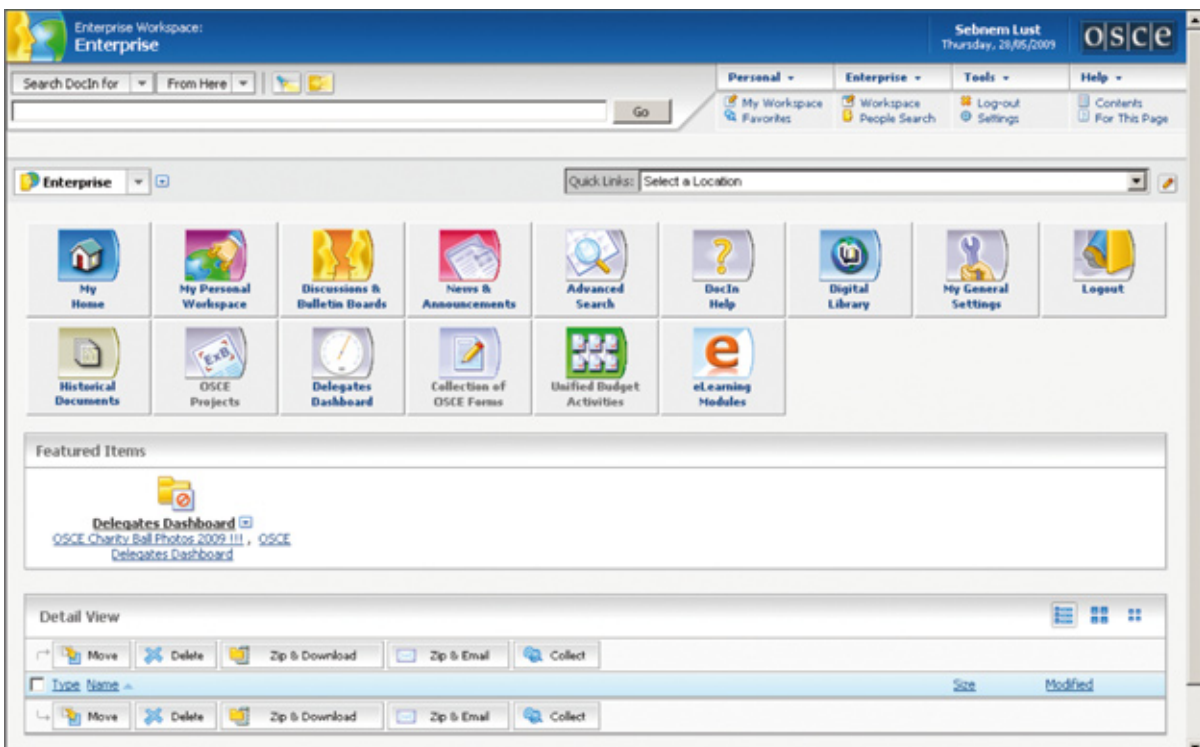 Enterprise Workspace:
Enterprise
Sebnem Lust
Thursday, 28/05/2009
osce
Search DocIn for
From Here
Go
Personal
My Workspace
Favorites
Enterprise
Workspace
People Search
Tools
Log-out
Settings
Help
Contents
For This Page
Enterprise
Quick Links: Select a Location
My
Home
My Personal
Workspace
Discussions &
Bulletin Boards
News &
Announcements
Advanced
Search
DocIn
Help
Digital
Library
My General
Settings
Logout
Historical
Documents
ExB
OSCE
Projects
Delegates
Dashboard
Collection of
OSCE Forms
Unified Budget
Activities
e
eLearning
Modules
Featured Items
Delegates Dashboard
OSCE Charity Ball Photos 2009 !!! , OSCE
Delegates Dashboard
Detail View
Move Delete Zip & Download Zip & Email Collect
Type Name Size Modified
Move Delete Zip & Download Zip & Email Collect